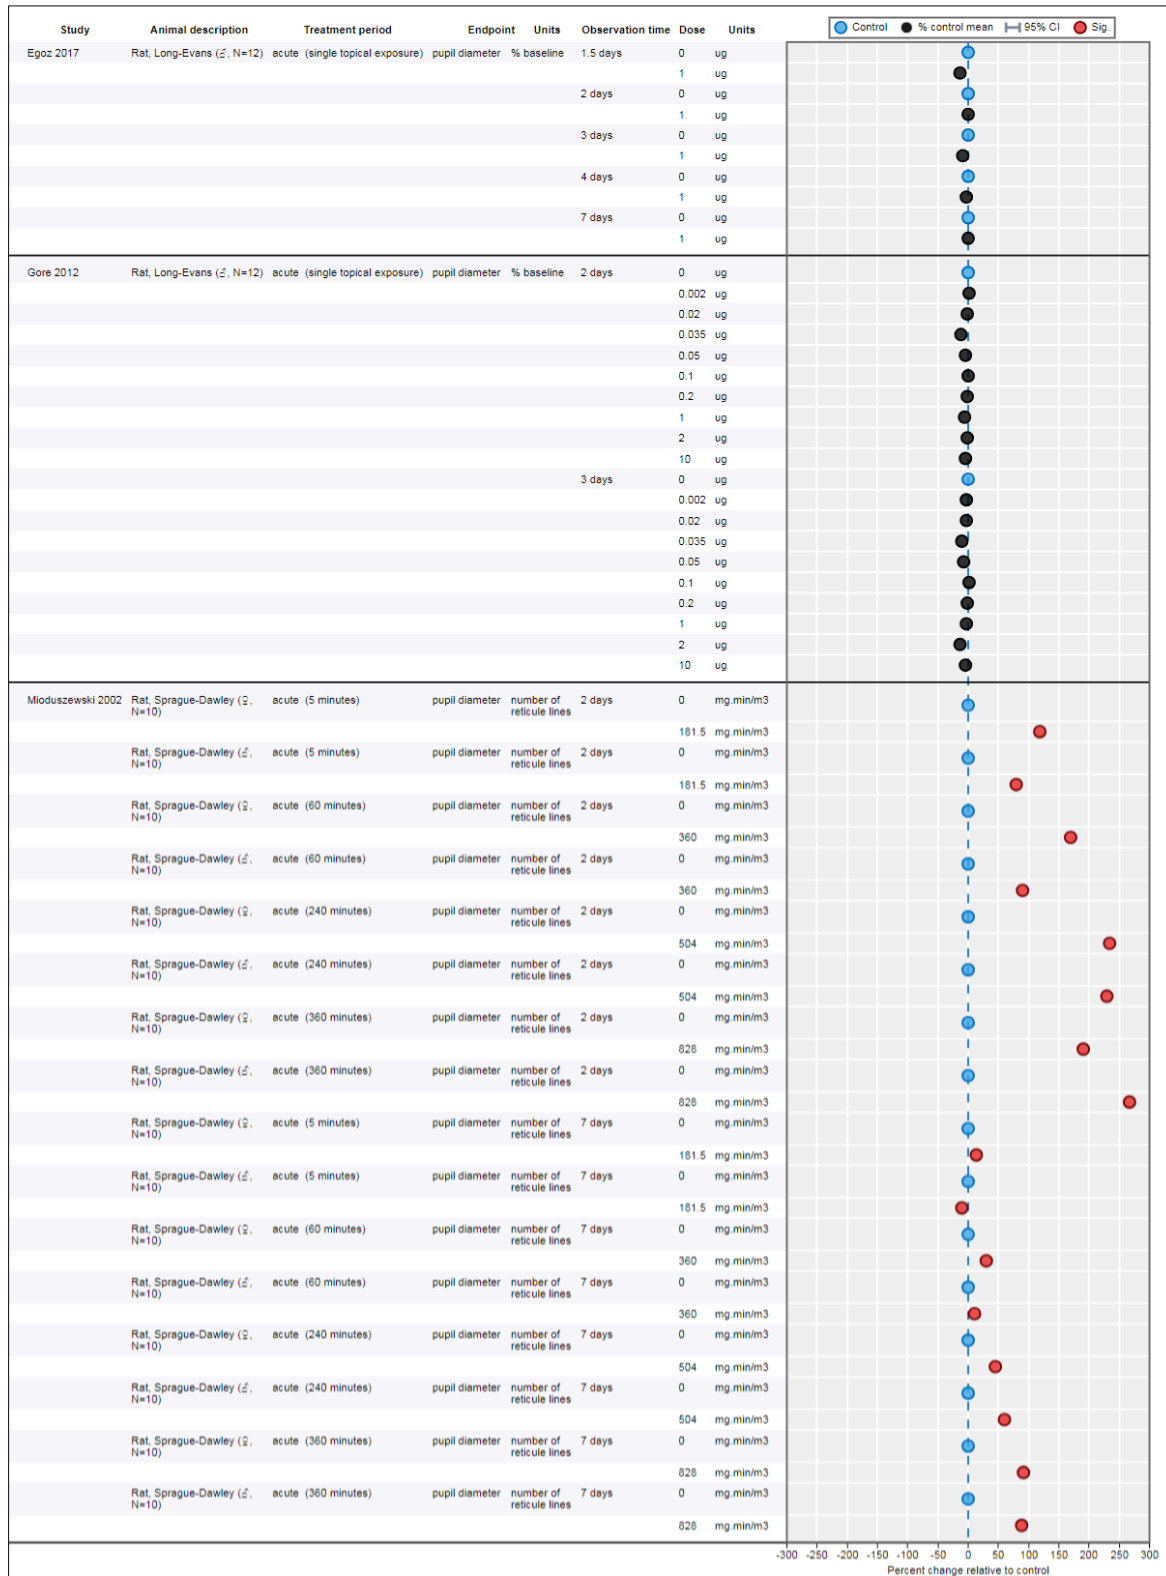 Study Animal description Treatment period Endpoint Units Observation time Dose Units
Control % control mean 95% CI Sig.
Egoz 2017 Rat, Long-Evans (♂, N=12) acute (single topical exposure) pupil diameter % baseline 1.5 days 0 ug
1 ug
2 days 0 ug
1 ug
3 days 0 ug
1 ug
4 days 0 ug
1 ug
7 days 0 ug
1 ug
Gore 2012 Rat, Long-Evans (♂, N=12) acute (single topical exposure) pupil diameter % baseline 2 days 0 ug
0.002 ug
0.02 ug
0.035 ug
0.05 ug
0.1 ug
0.2 ug
1 ug
2 ug
10 ug
3 days 0 ug
0.002 ug
0.02 ug
0.035 ug
0.05 ug
0.1 ug
0.2 ug
1 ug
2 ug
10 ug
Mioduszewski 2002 Rat, Sprague-Dawley (♀, acute (5 minutes) pupil diameter number of 2 days 0 mg.min/m3
N=10) reticule lines
181.5 mg.min/m3
Rat, Sprague-Dawley (♂, acute (5 minutes) pupil diameter number of 2 days 0 mg.min/m3
N=10) reticule lines
181.5 mg.min/m3
Rat, Sprague-Dawley (♀, acute (60 minutes) pupil diameter number of 2 days 0 mg.min/m3
N=10) reticule lines
360 mg.min/m3
Rat, Sprague-Dawley (♂, acute (60 minutes) pupil diameter number of 2 days 0 mg.min/m3
N=10) reticule lines
360 mg.min/m3
Rat, Sprague-Dawley (♀, acute (240 minutes) pupil diameter number of 2 days 0 mg.min/m3
N=10) reticule lines
504 mg.min/m3
Rat, Sprague-Dawley (♂, acute (240 minutes) pupil diameter number of 2 days 0 mg.min/m3
N=10) reticule lines
504 mg.min/m3
Rat, Sprague-Dawley (♀, acute (360 minutes) pupil diameter number of 2 days 0 mg.min/m3
N=10) reticule lines
828 mg.min/m3
Rat, Sprague-Dawley (♂, acute (360 minutes) pupil diameter number of 2 days 0 mg.min/m3
N=10) reticule lines
828 mg.min/m3
Rat, Sprague-Dawley (♀, acute (5 minutes) pupil diameter number of 7 days 0 mg.min/m3
N=10) reticule lines
181.5 mg.min/m3
Rat, Sprague-Dawley (♂, acute (5 minutes) pupil diameter number of 7 days 0 mg.min/m3
N=10) reticule lines
181.5 mg.min/m3
Rat, Sprague-Dawley (♀, acute (60 minutes) pupil diameter number of 7 days 0 mg.min/m3
N=10) reticule lines
360 mg.min/m3
Rat, Sprague-Dawley (♂, acute (60 minutes) pupil diameter number of 7 days 0 mg.min/m3
N=10) reticule lines
360 mg.min/m3
Rat, Sprague-Dawley (♀, acute (240 minutes) pupil diameter number of 7 days 0 mg.min/m3
N=10) reticule lines
504 mg.min/m3
Rat, Sprague-Dawley (♂, acute (240 minutes) pupil diameter number of 7 days 0 mg.min/m3
N=10) reticule lines
504 mg.min/m3
Rat, Sprague-Dawley (♀, acute (360 minutes) pupil diameter number of 7 days 0 mg.min/m3
N=10) reticule lines
828 mg.min/m3
Rat, Sprague-Dawley (♂, acute (360 minutes) pupil diameter number of 7 days 0 mg.min/m3
N=10) reticule lines
828 mg.min/m3
-300 -250 -200 -150 -100 -50 0 50 100 150 200 250 300
Percent change relative to control